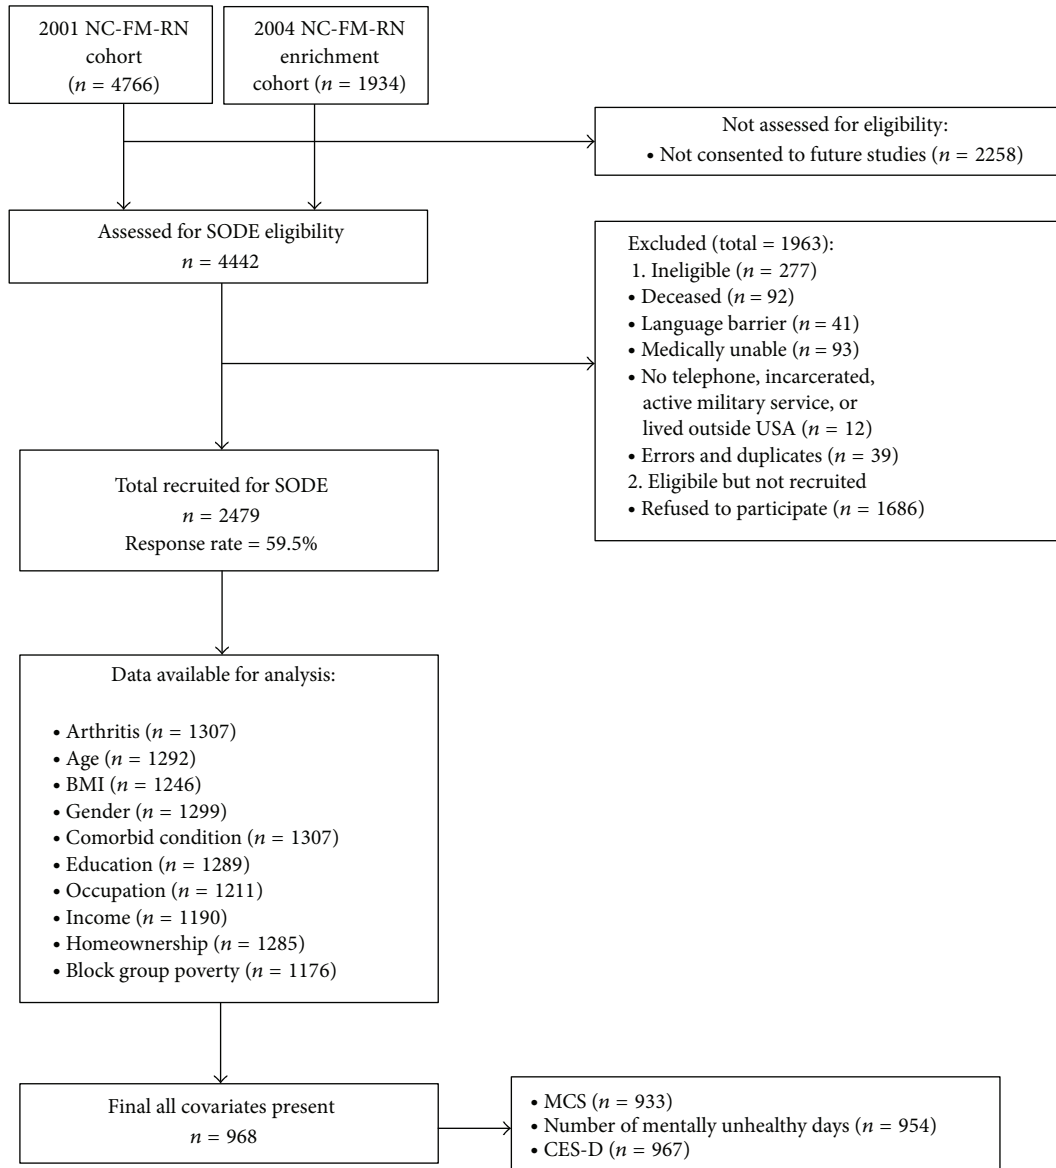 2001 NC-FM-RN
cohort
(n = 4766)
2004 NC-FM-RN
enrichment
cohort (n = 1934)
Not assessed for eligibility:
• Not consented to future studies (n = 2258)
Assessed for SODE eligibility
n = 4442
Excluded (total = 1963):
1. Ineligible (n = 277)
• Deceased (n = 92)
• Language barrier (n = 41)
• Medically unable (n = 93)
• No telephone, incarcerated,
active military service, or
lived outside USA (n = 12)
• Errors and duplicates (n = 39)
2. Eligibile but not recruited
• Refused to participate (n = 1686)
Total recruited for SODE
n = 2479
Response rate = 59.5%
Data available for analysis:
• Arthritis (n = 1307)
• Age (n = 1292)
• BMI (n = 1246)
• Gender (n = 1299)
• Comorbid condition (n = 1307)
• Education (n = 1289)
• Occupation (n = 1211)
• Income (n = 1190)
• Homeownership (n = 1285)
• Block group poverty (n = 1176)
Final all covariates present
n = 968
• MCS (n = 933)
• Number of mentally unhealthy days (n = 954)
• CES-D (n = 967)